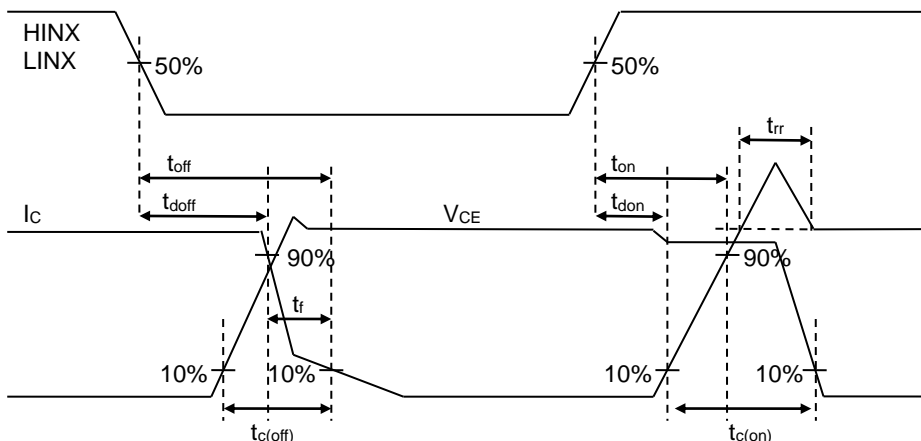 HINX
LINX
50%
50%
trr
toff
ton
tdoff
tdon
IC
VCE
90%
90%
tf
10%
10%
10%
10%
tc(off)
tc(on)